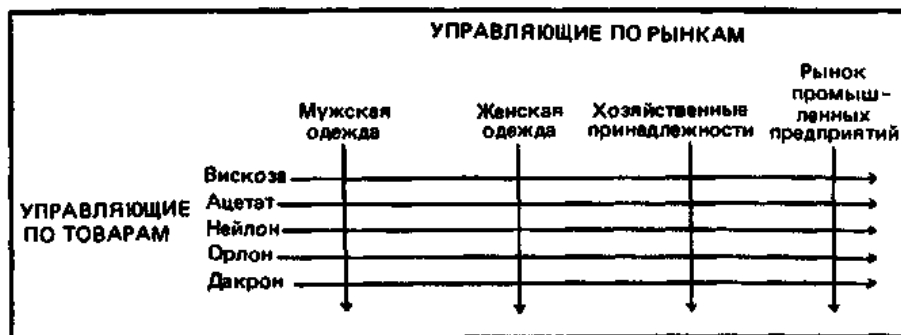 УПРАВЛЯЮЩИЕ ПО РЫНКАМ
Мужская
одежда
Женская
одежда
Хозяйственные
принадлежности
Рынок
промыш-
ленных
предприятий
УПРАВЛЯЮЩИЕ
ПО ТОВАРАМ
Вискоза
Ацетат
Нейлон
Орлон
Дакрон